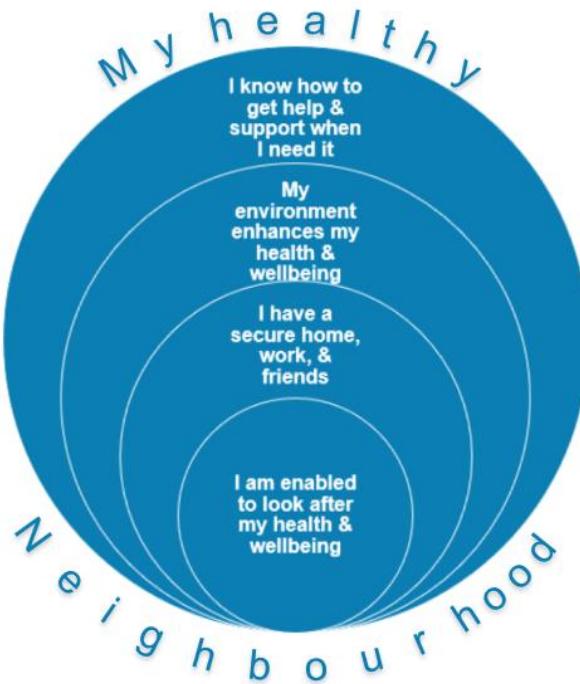 My healthy
I know how to
get help &
support when
I need it
My
environment
enhances my
health &
wellbeing
I have a
secure home,
work, &
friends
I am enabled
to look after
my health &
wellbeing
Neighbourhood